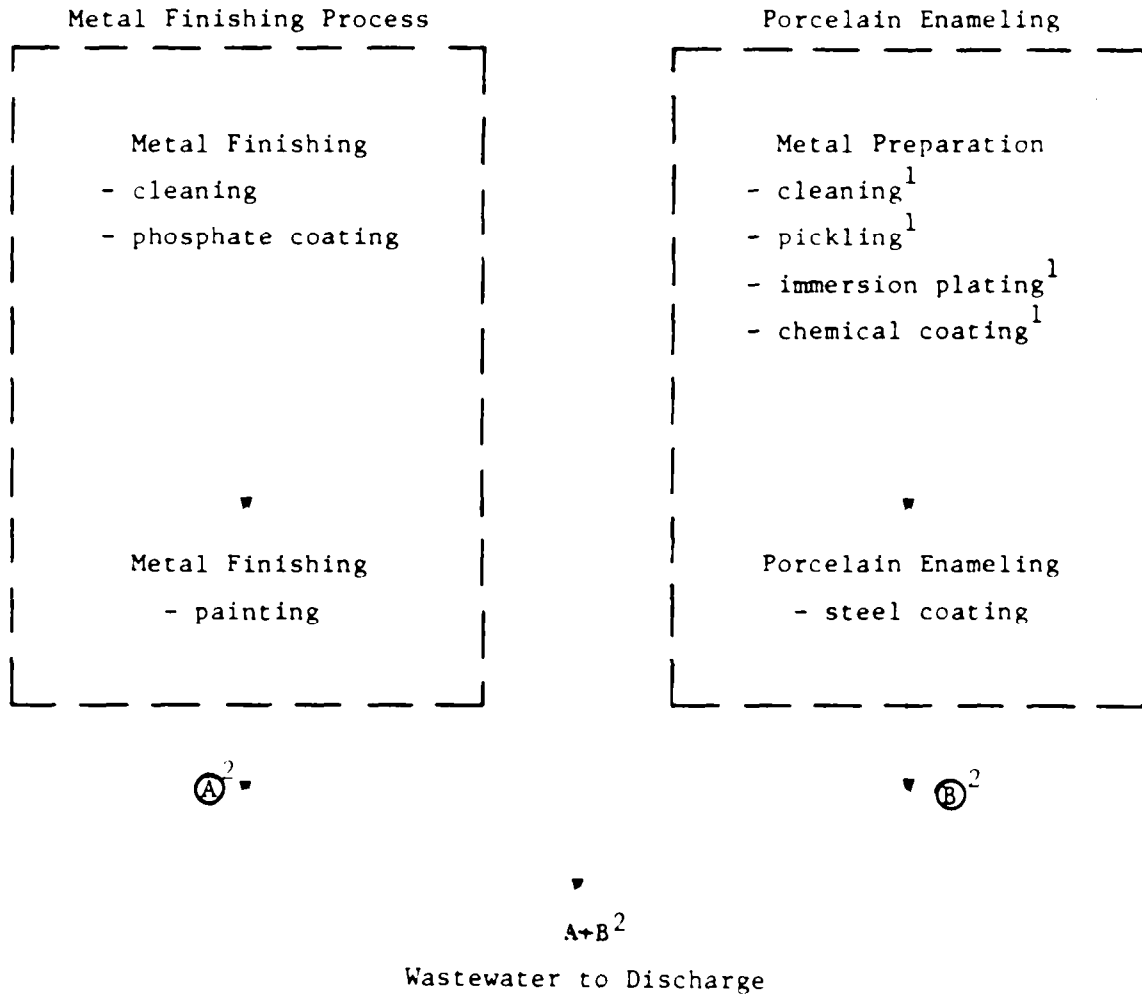 Metal Finishing Process
Metal Finishing
- cleaning
- phosphate coating
Metal Finishing
- painting
Porcelain Enameling
Metal Preparation
- cleaning1
- pickling1
- immersion plating1
- chemical coating1
Porcelain Enameling
- steel coating
A2
B2
A+B2
Wastewater to Discharge